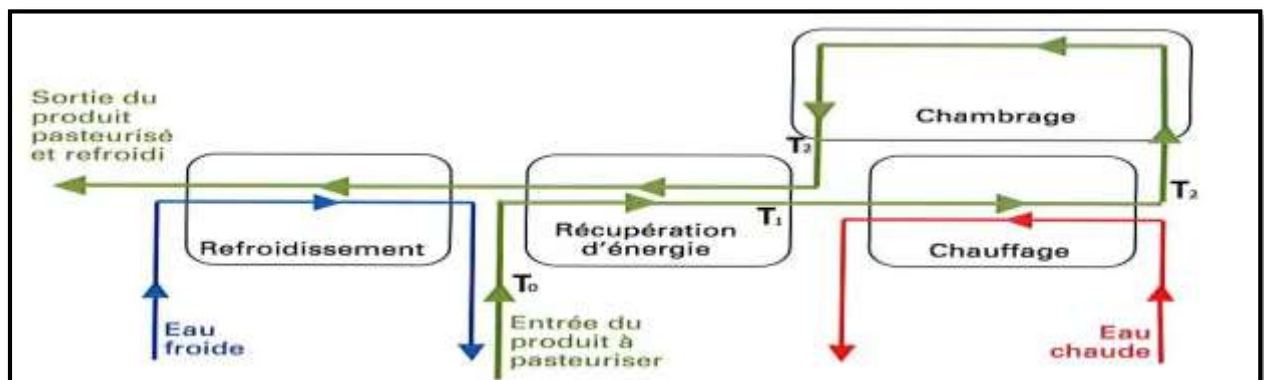 Sortie du
produit
pasteurisé
et refroidi
Chambrage
T2
T2
T1
Refroidissement
Récupération
d'énergie
Chauffage
T0
Eau
froide
Entrée du
produit à
pasteuriser
Eau
chaude